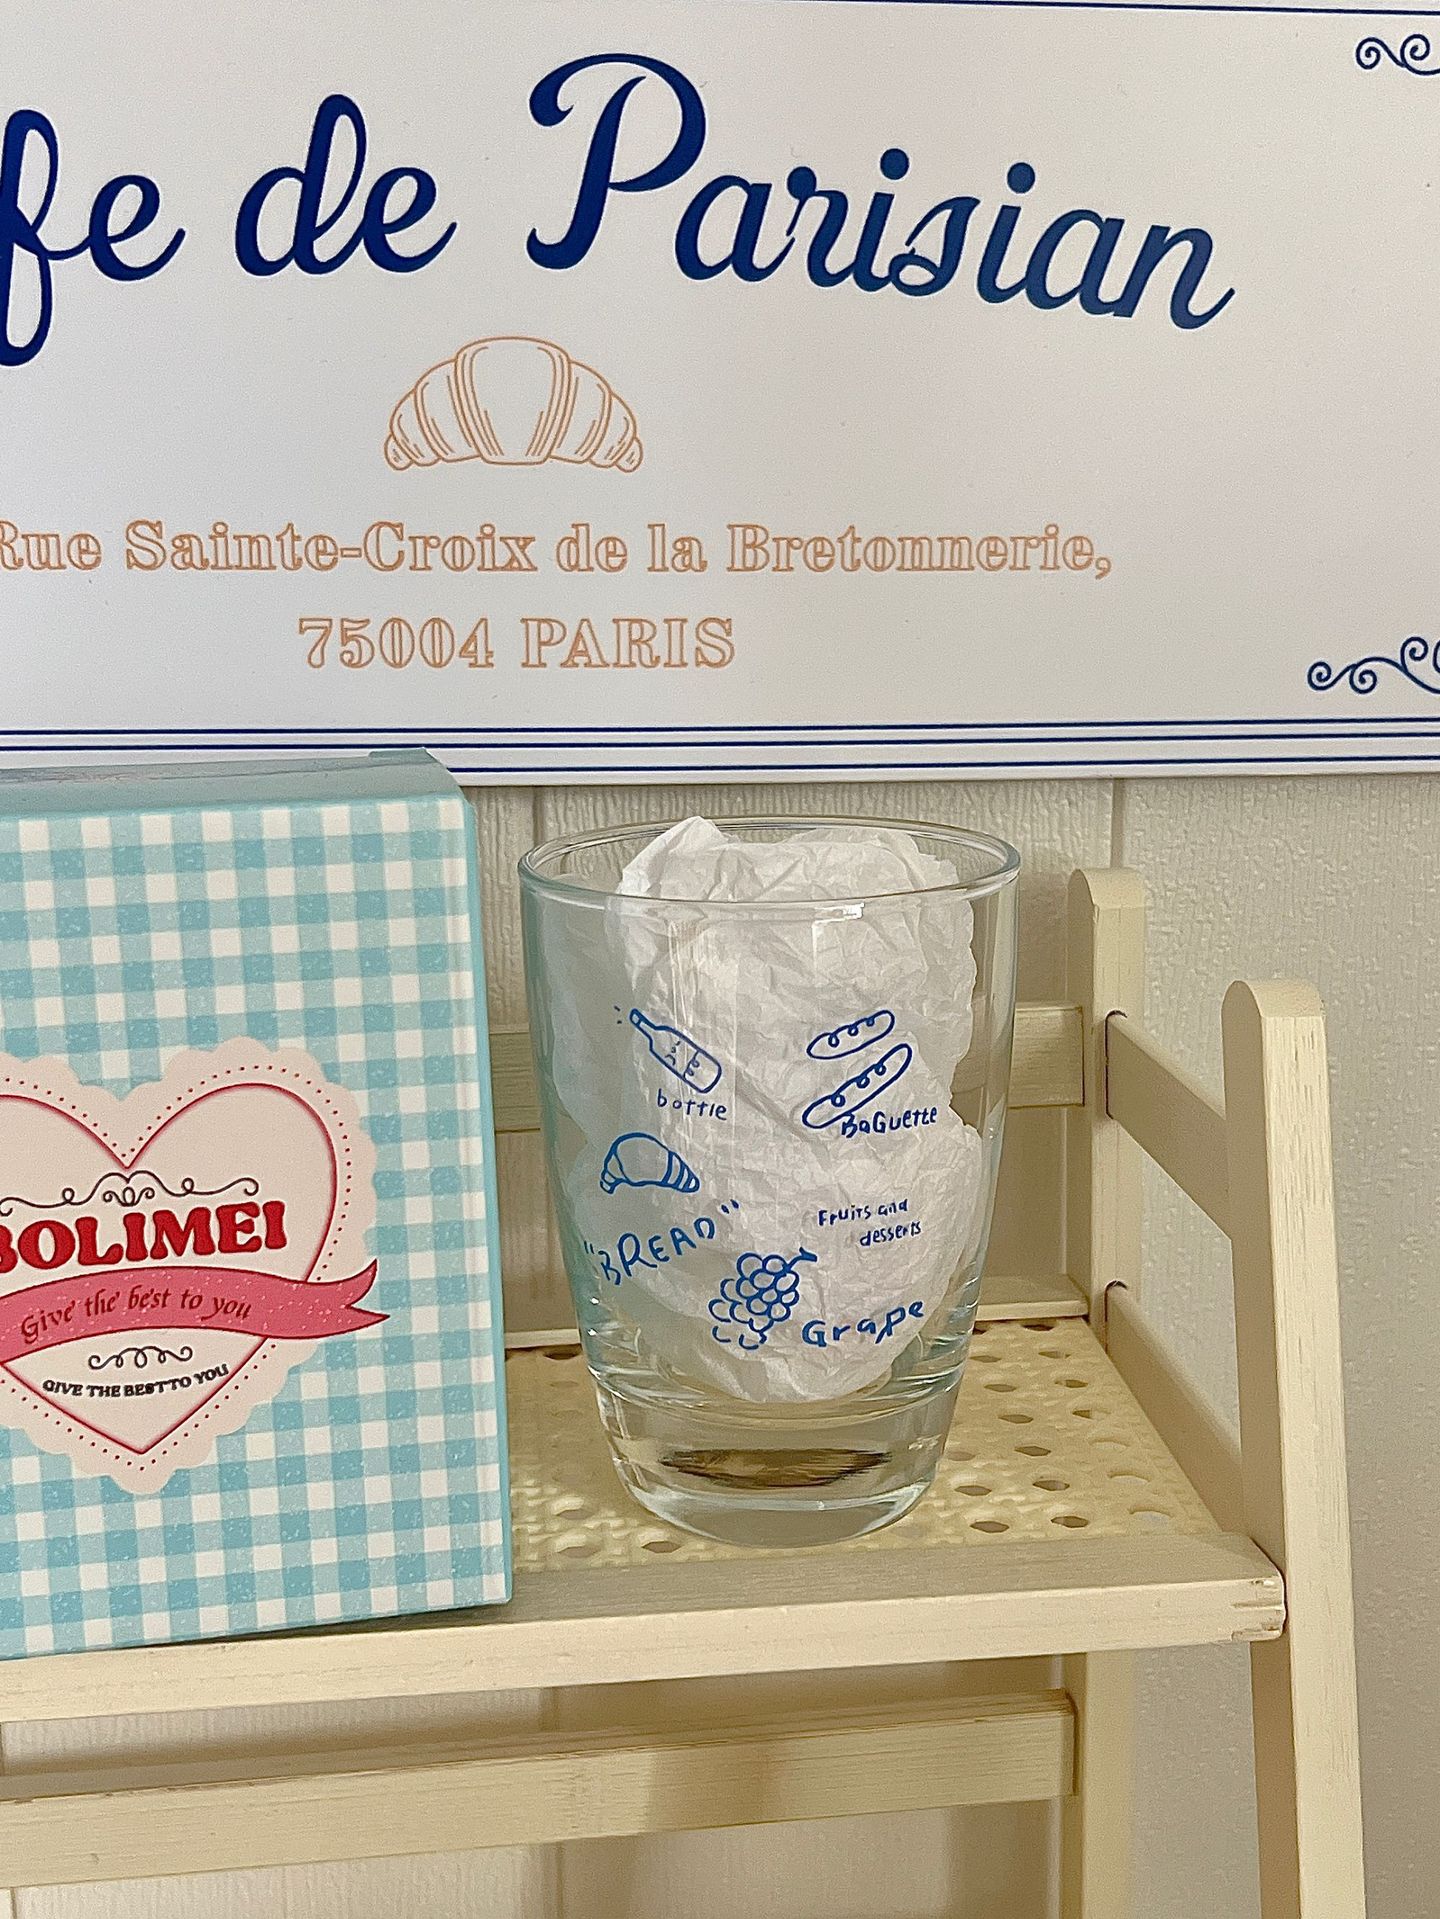 fe de Parisian
Rue Sainte-Croix de la Bretonnerie,
75004 PARIS
BOLIMEI
Give the best to you
GIVE THE BEST TO YOU
bottle
BaGuette
"BREAD"
Fruits and
desserts
Grape